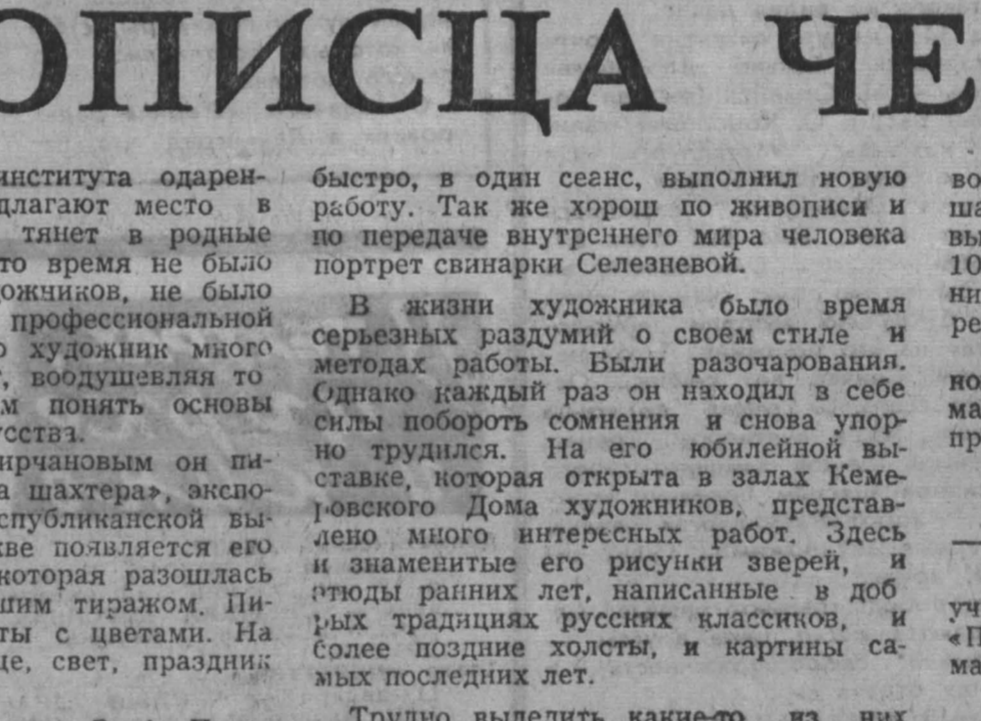 ОПИСЦА ЧЕ
института одарен-
длагают место в
тянет в родные
то время не было
ожчиков, не было
профессиональной
о художник много
, воодушевляя то
м понять основы
усства.
ирчановым он пи-
а шахтера», экспо-
спубликанской вы-
кве появляется его
которая разошлась
шим тиражом. Пи-
ты с цветами. На
це, свет, праздник
быстро, в один сеанс, выполнил новую
работу. Так же хорош по живописи и
по передаче внутреннего мира человека
портрет свинарки Селезневой.
В жизни художника было время
серьезных раздумий о своем стиле и
методах работы. Были разочарования.
Однако каждый раз он находил в себе
силы побороть сомнения и снова упор-
но трудился. На его юбилейной вы-
ставке, которая открыта в залах Кеме-
ровского Дома художников, представ-
лено много интересных работ. Здесь
и знаменитые его рисунки зверей, и
этюды ранних лет, написанные в доб
рых традициях русских классиков, и
более поздние холсты, и картины са-
мых последних лет.
Трудно выделить какие-то из них
во
ша
вы
10
ни
ре
но
ма
пр
уч
«П
ма